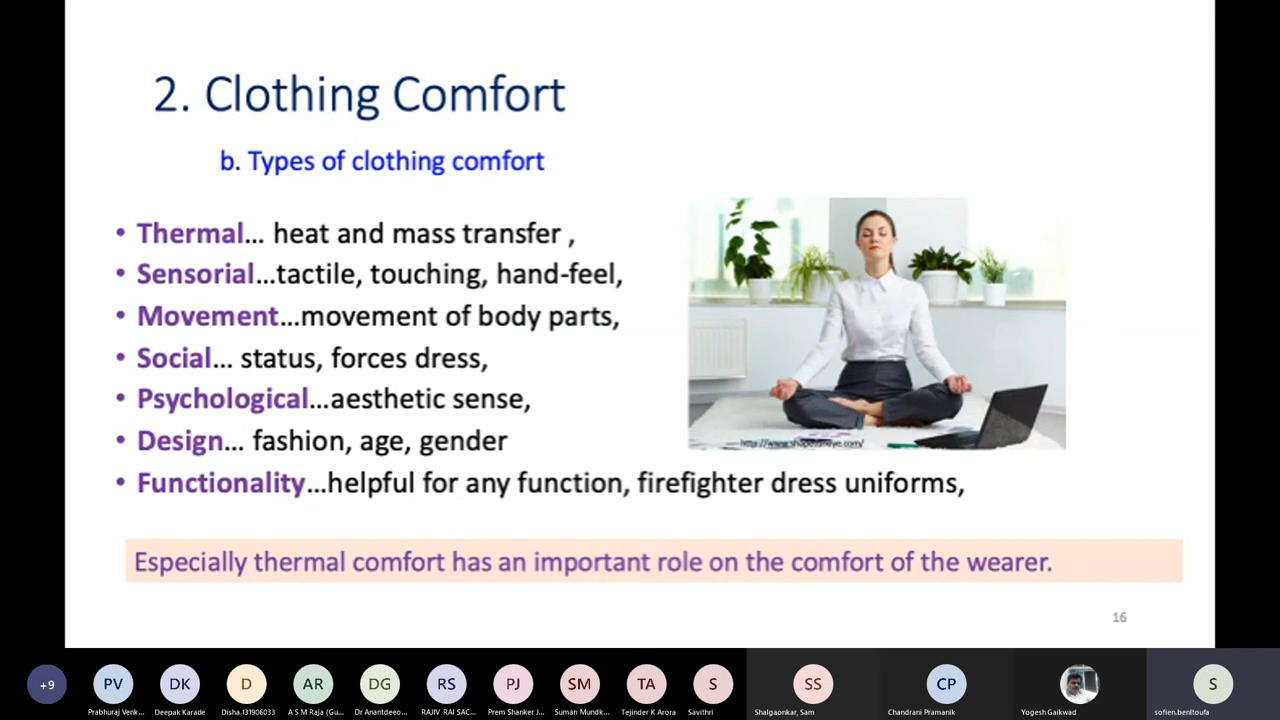 2. Clothing Comfort
b. Types of clothing comfort
• Thermal... heat and mass transfer ,
• Sensorial...tactile, touching, hand-feel,
• Movement...movement of body parts,
• Social... status, forces dress,
• Psychological...aesthetic sense,
• Design... fashion, age, gender
• Functionality...helpful for any function, firefighter dress uniforms,
Especially thermal comfort has an important role on the comfort of the wearer.
16
+9 PV DK D AR DG RS PJ SM TA S SS CP S
Prabhuraj Venk... Deepak Karade Disha.131906033 A S M Raja (Gu... Dr Anantdeeo... RAJIV RAI SAC... Prem Shanker J... Suman Mundk... Tejinder K Arora Savithri Shalgaonkar, Sam Chandrani Pramanik Yogesh Gaikwad sofien.benltoufa